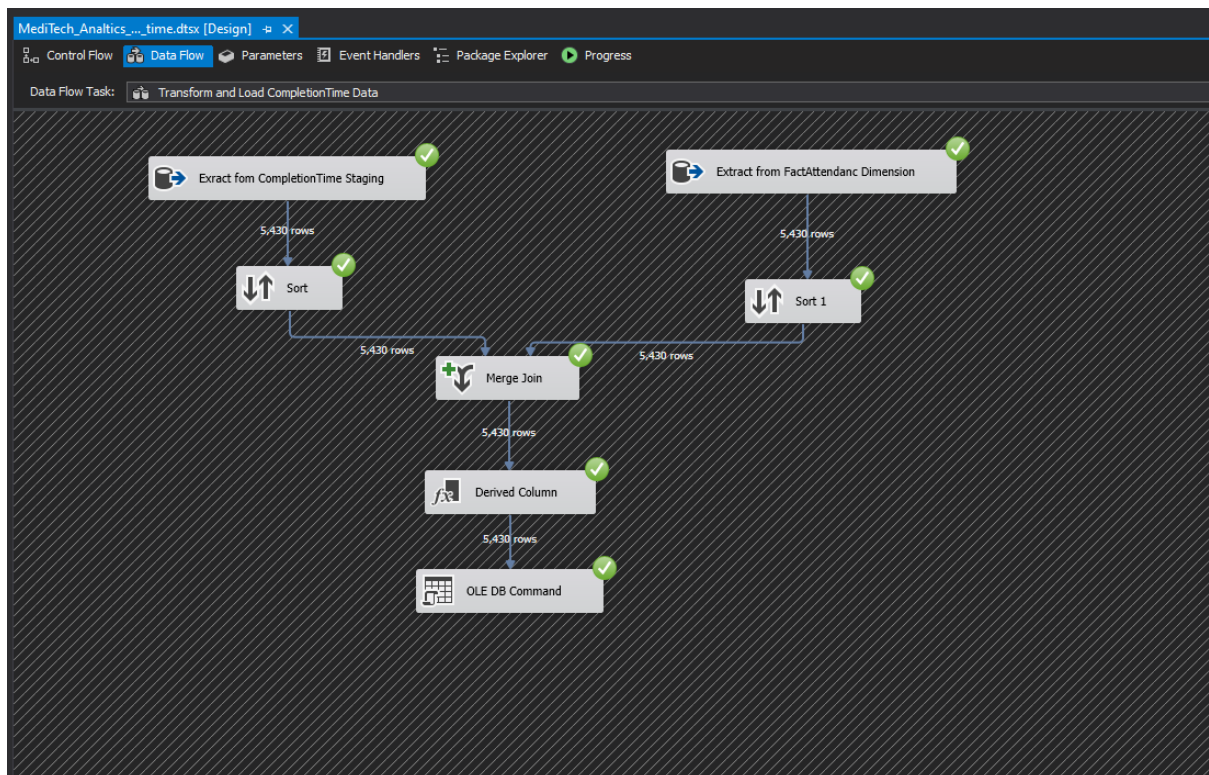 MediTech_Analtics_..._time.dtsx [Design]
Control Flow Data Flow Parameters Event Handlers Package Explorer Progress
Data Flow Task: Transform and Load CompletionTime Data
Exract fom CompletionTime Staging
Extract from FactAttendanc Dimension
5,430 rows
5,430 rows
Sort
Sort 1
5,430 rows
5,430 rows
Merge Join
5,430 rows
Derived Column
5,430 rows
OLE DB Command